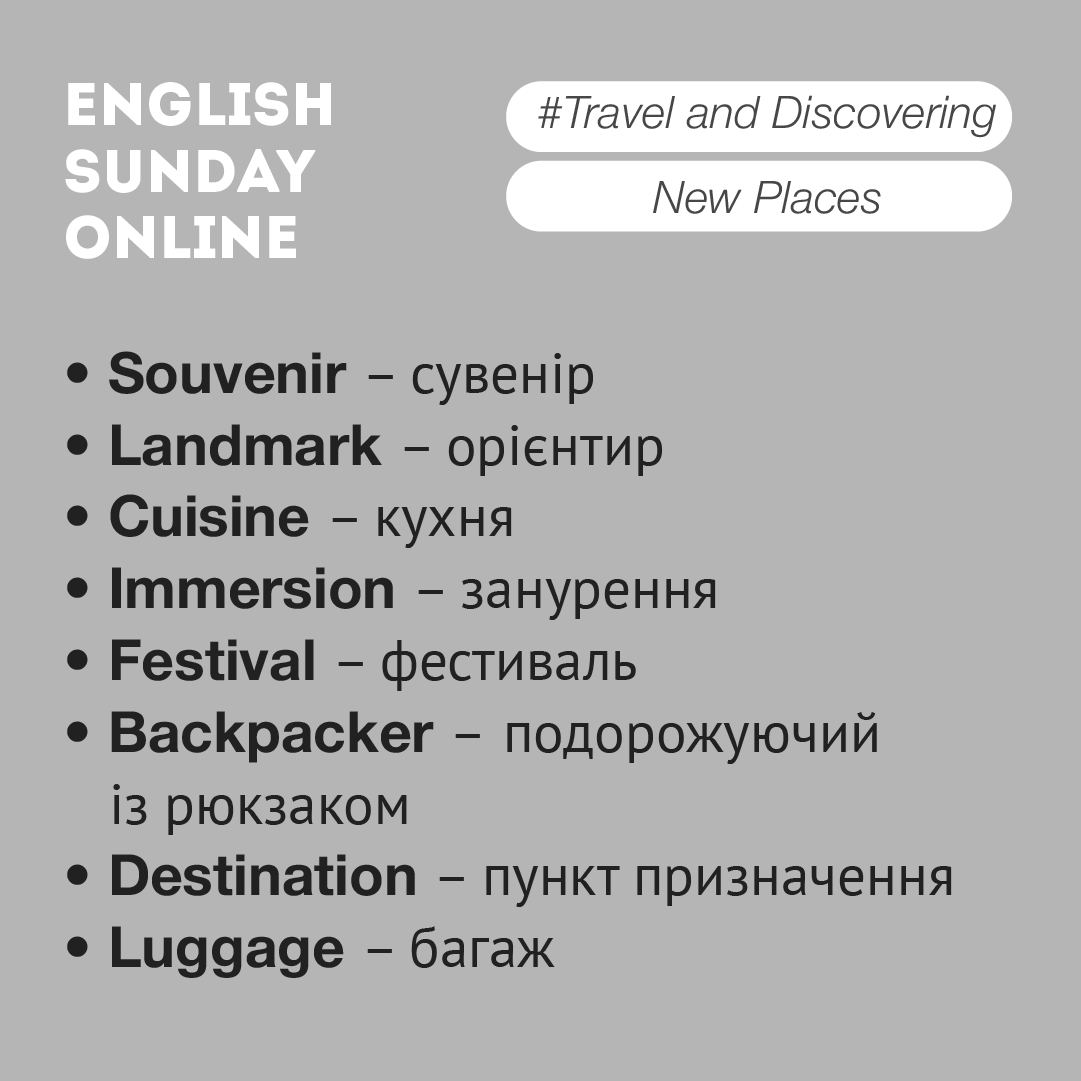 ENGLISH
SUNDAY
ONLINE
#Travel and Discovering
New Places
• Souvenir – сувенір
• Landmark – орієнтир
• Cuisine – кухня
• Immersion – занурення
• Festival – фестиваль
• Backpacker – подорожуючий
із рюкзаком
• Destination – пункт призначення
• Luggage – багаж